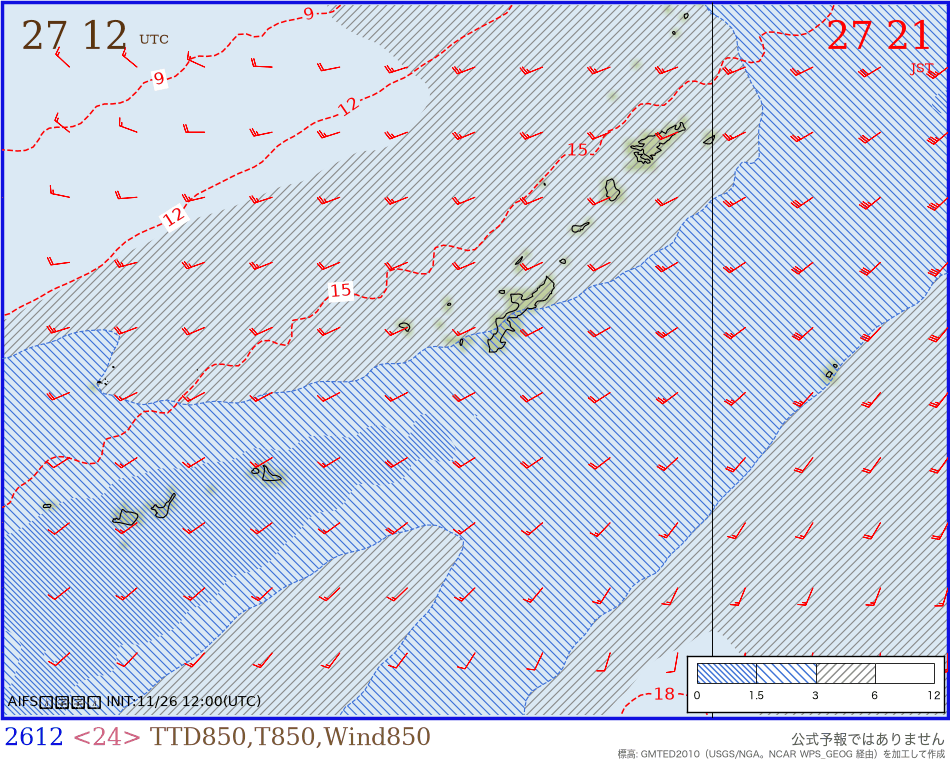 27 12 UTC
27 21
JST
9
9
12
12
15
15
18
AIFS INIT:11/26 12:00(UTC)
0 1.5 3 6 12
2612 <24> TTD850,T850,Wind850
公式予報ではありません
標高: GMTED2010（USGS/NGA。NCAR WPS_GEOG 経由）を加工して作成